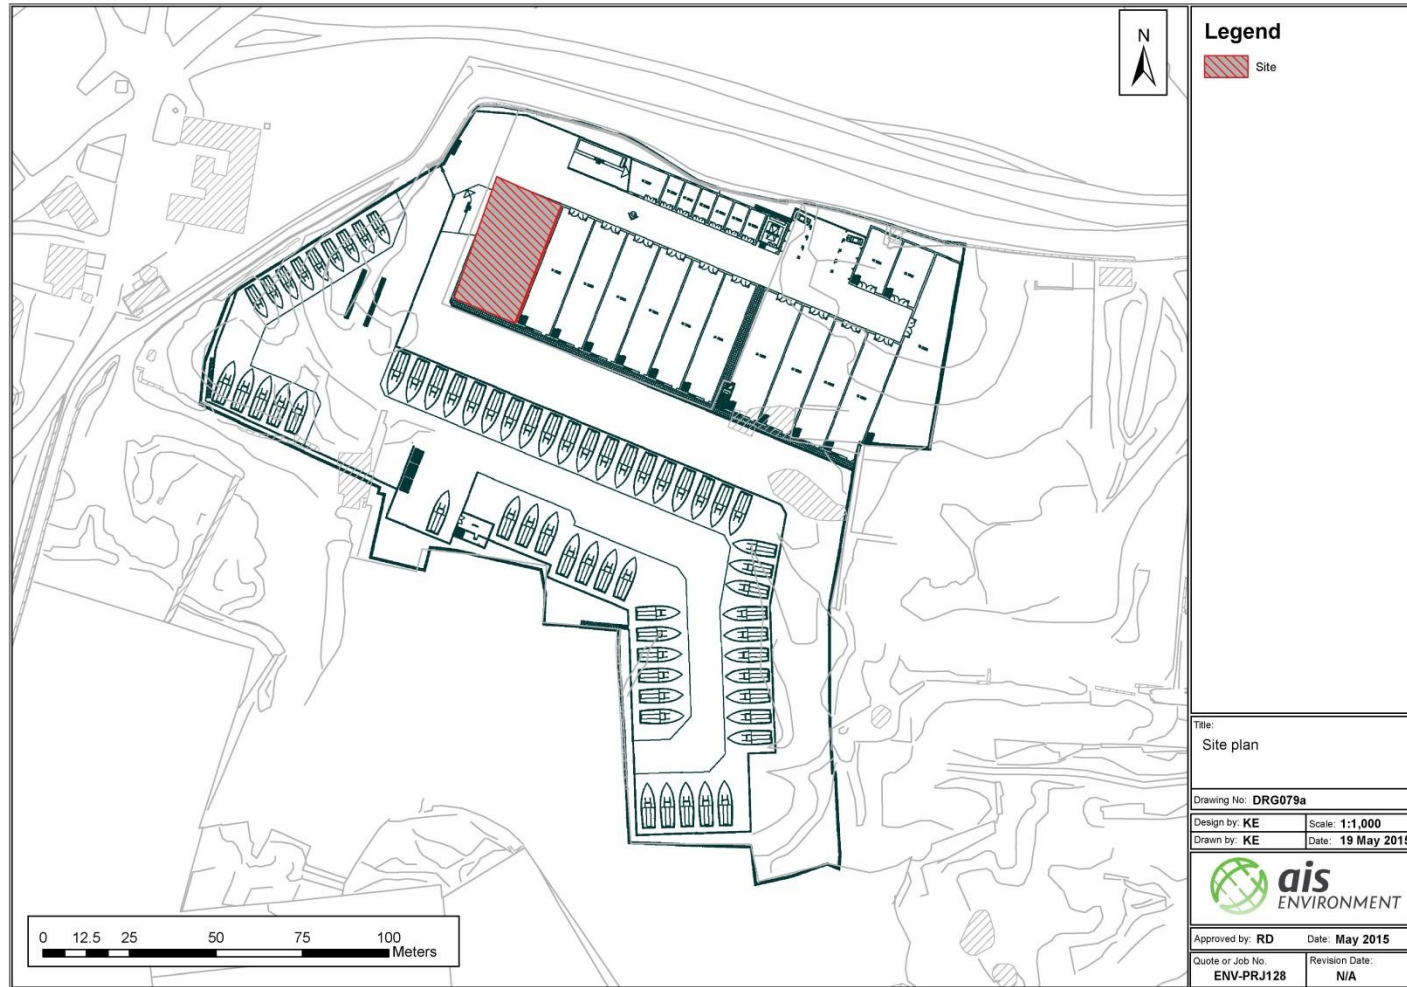 N
Legend
Site
Title:
Site plan
Drawing No: DRG079a
Design by: KE Scale: 1:1,000
Drawn by: KE Date: 19 May 2015
ais
ENVIRONMENT
Approved by: RD Date: May 2015
Quote or Job No. Revision Date:
ENV-PRJ128 N/A
0 12.5 25 50 75 100
Meters